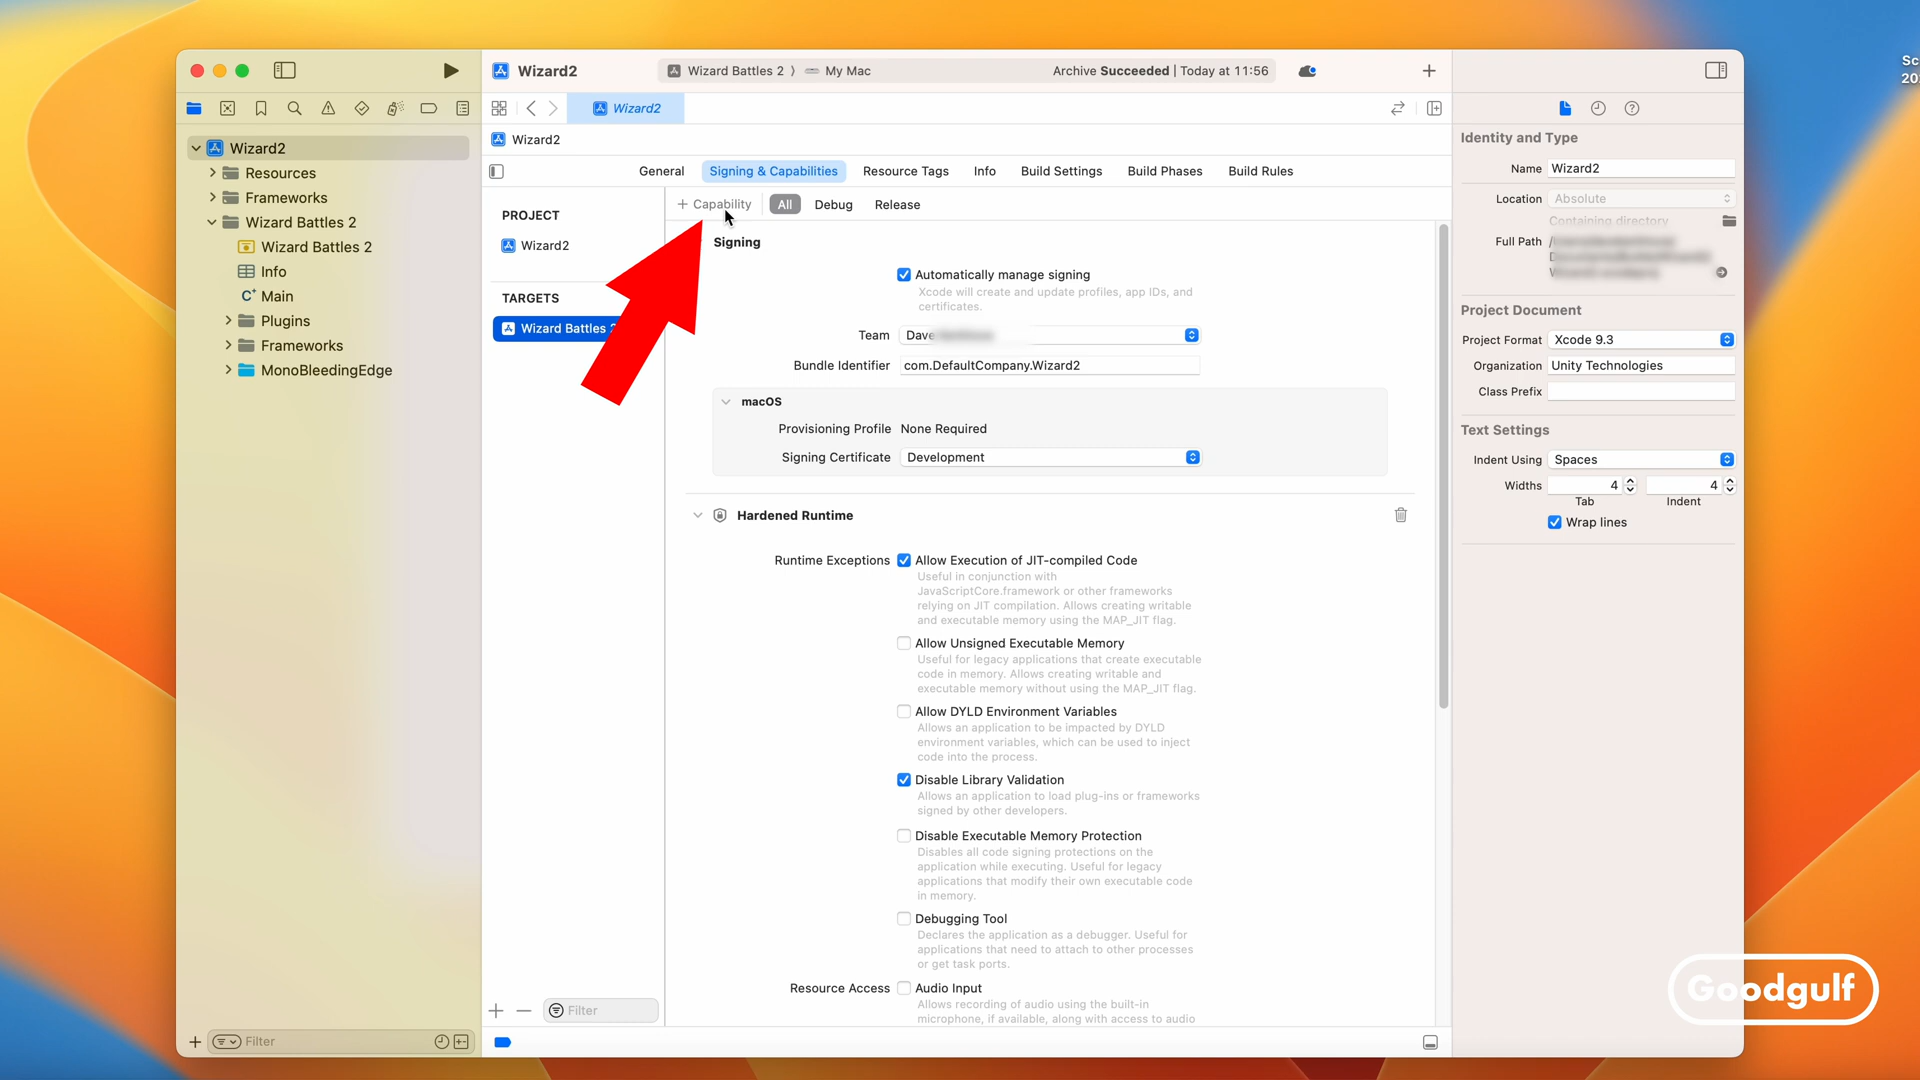 Wizard2
Wizard Battles 2 ⟩ My Mac
Archive Succeeded | Today at 11:56
Sc
20
Wizard2
Wizard2
General
Signing & Capabilities
Resource Tags
Info
Build Settings
Build Phases
Build Rules
Wizard2
Resources
Frameworks
Wizard Battles 2
Wizard Battles 2
Info
Main
Plugins
Frameworks
MonoBleedingEdge
Filter
PROJECT
Wizard2
TARGETS
Wizard Battles 2
Filter
+ Capability
All
Debug
Release
Signing
Automatically manage signing
Xcode will create and update profiles, app IDs, and
certificates.
Team Dave
Bundle Identifier com.DefaultCompany.Wizard2
macOS
Provisioning Profile None Required
Signing Certificate Development
Hardened Runtime
Runtime Exceptions Allow Execution of JIT-compiled Code
Useful in conjunction with
JavaScriptCore.framework or other frameworks
relying on JIT compilation. Allows creating writable
and executable memory using the MAP_JIT flag.
Allow Unsigned Executable Memory
Useful for legacy applications that create executable
code in memory. Allows creating writable and
executable memory without using the MAP_JIT flag.
Allow DYLD Environment Variables
Allows an application to be impacted by DYLD
environment variables, which can be used to inject
code into the process.
Disable Library Validation
Allows an application to load plug-ins or frameworks
signed by other developers.
Disable Executable Memory Protection
Disables all code signing protections on the
application while executing. Useful for legacy
applications that modify their own executable code
in memory.
Debugging Tool
Declares the application as a debugger. Useful for
applications that need to attach to other processes
or get task ports.
Resource Access Audio Input
Allows recording of audio using the built-in
microphone, if available, along with access to audio
Identity and Type
Name Wizard2
Location Absolute
Containing directory
Full Path /
Project Document
Project Format Xcode 9.3
Organization Unity Technologies
Class Prefix
Text Settings
Indent Using Spaces
Widths 4 4
Tab Indent
Wrap lines
Goodgulf